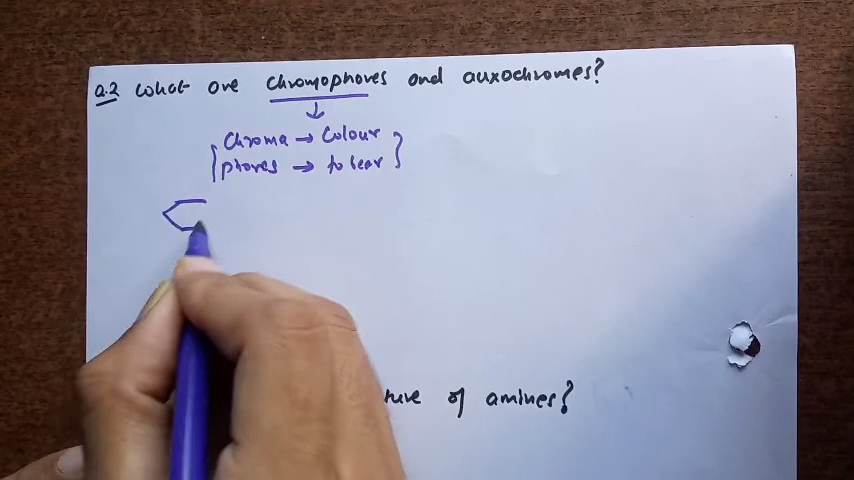 Q.2 What are chromophores and auxochromes?
Chroma → Colour
phores → to bear
ture of amines?